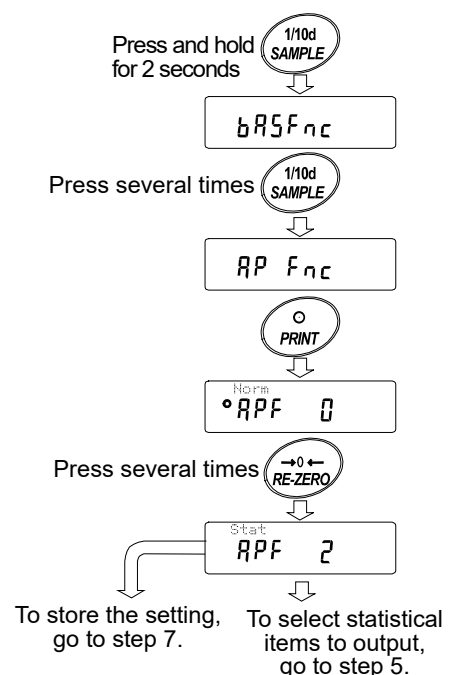 Press and hold
for 2 seconds
1/10d
SAMPLE
bASFnc
Press several times
1/10d
SAMPLE
AP Fnc
PRINT
Norm
APF 0
Press several times
→0←
RE-ZERO
Stat
APF 2
To store the setting,
go to step 7.
To select statistical
items to output,
go to step 5.